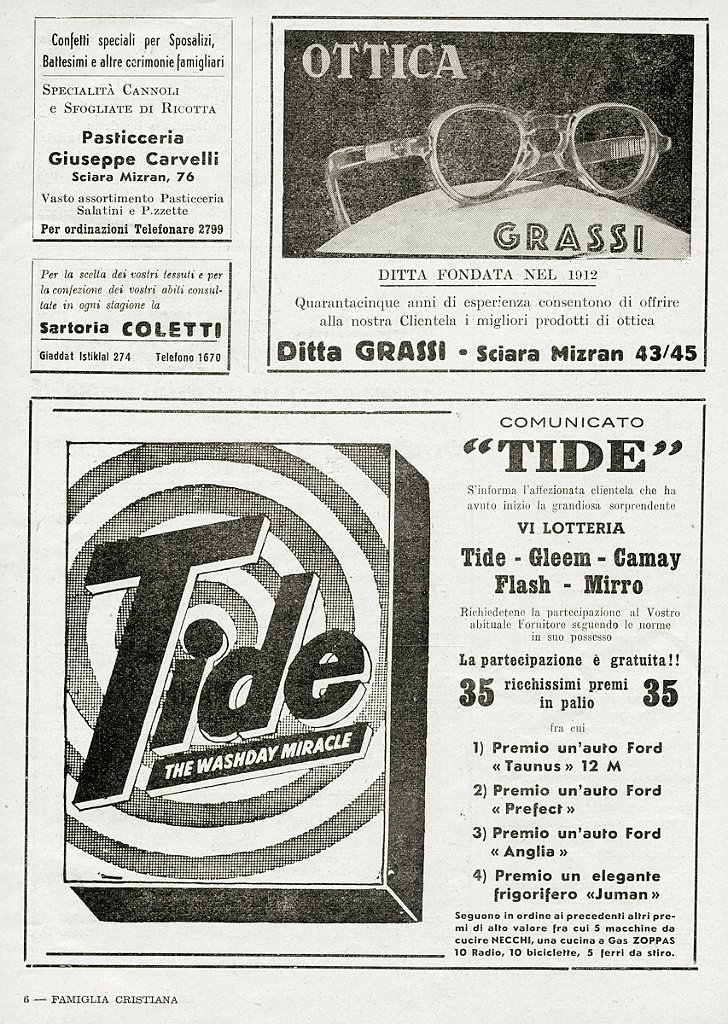 Confetti speciali per Sposalizi,
Battesimi e altre cerimonie famigliari
SPECIALITÀ CANNOLI
E SFOGLIATE DI RICOTTA
Pasticceria
Giuseppe Carvelli
Sciara Mizran, 76
Vasto assortimento Pasticceria
Salatini e P.zzette
Per ordinazioni Telefonare 2799
Per la scelta dei vostri tessuti e per
la confezione dei vostri abiti consul-
tate in ogni stagione la
Sartoria COLETTI
Giaddat Istiklal 274 Telefono 1670
OTTICA
GRASSI
DITTA FONDATA NEL 1912
Quarantacinque anni di esperienza consentono di offrire
alla nostra Clientela i migliori prodotti di ottica
Ditta GRASSI • Sciara Mizran 43/45
Tide
THE WASHDAY MIRACLE
COMUNICATO
“TIDE”
S'informa l'affezionata clientela che ha
avuto inizio la grandiosa sorprendente
VI LOTTERIA
Tide - Gleem - Camay
Flash - Mirro
Richiedetene la partecipazione al Vostro
abituale Fornitore seguendo le norme
in suo possesso
La partecipazione è gratuita!!
35 ricchissimi premi 35
in palio
fra cui
1) Premio un'auto Ford
« Taunus » 12 M
2) Premio un'auto Ford
« Prefect »
3) Premio un'auto Ford
« Anglia »
4) Premio un elegante
frigorifero «Juman»
Seguono in ordine ai precedenti altri pre-
mi di alto valore fra cui 5 macchine da
cucire NECCHI, una cucina a Gas ZOPPAS
10 Radio, 10 biciclette, 5 ferri da stiro.
6 — FAMIGLIA CRISTIANA